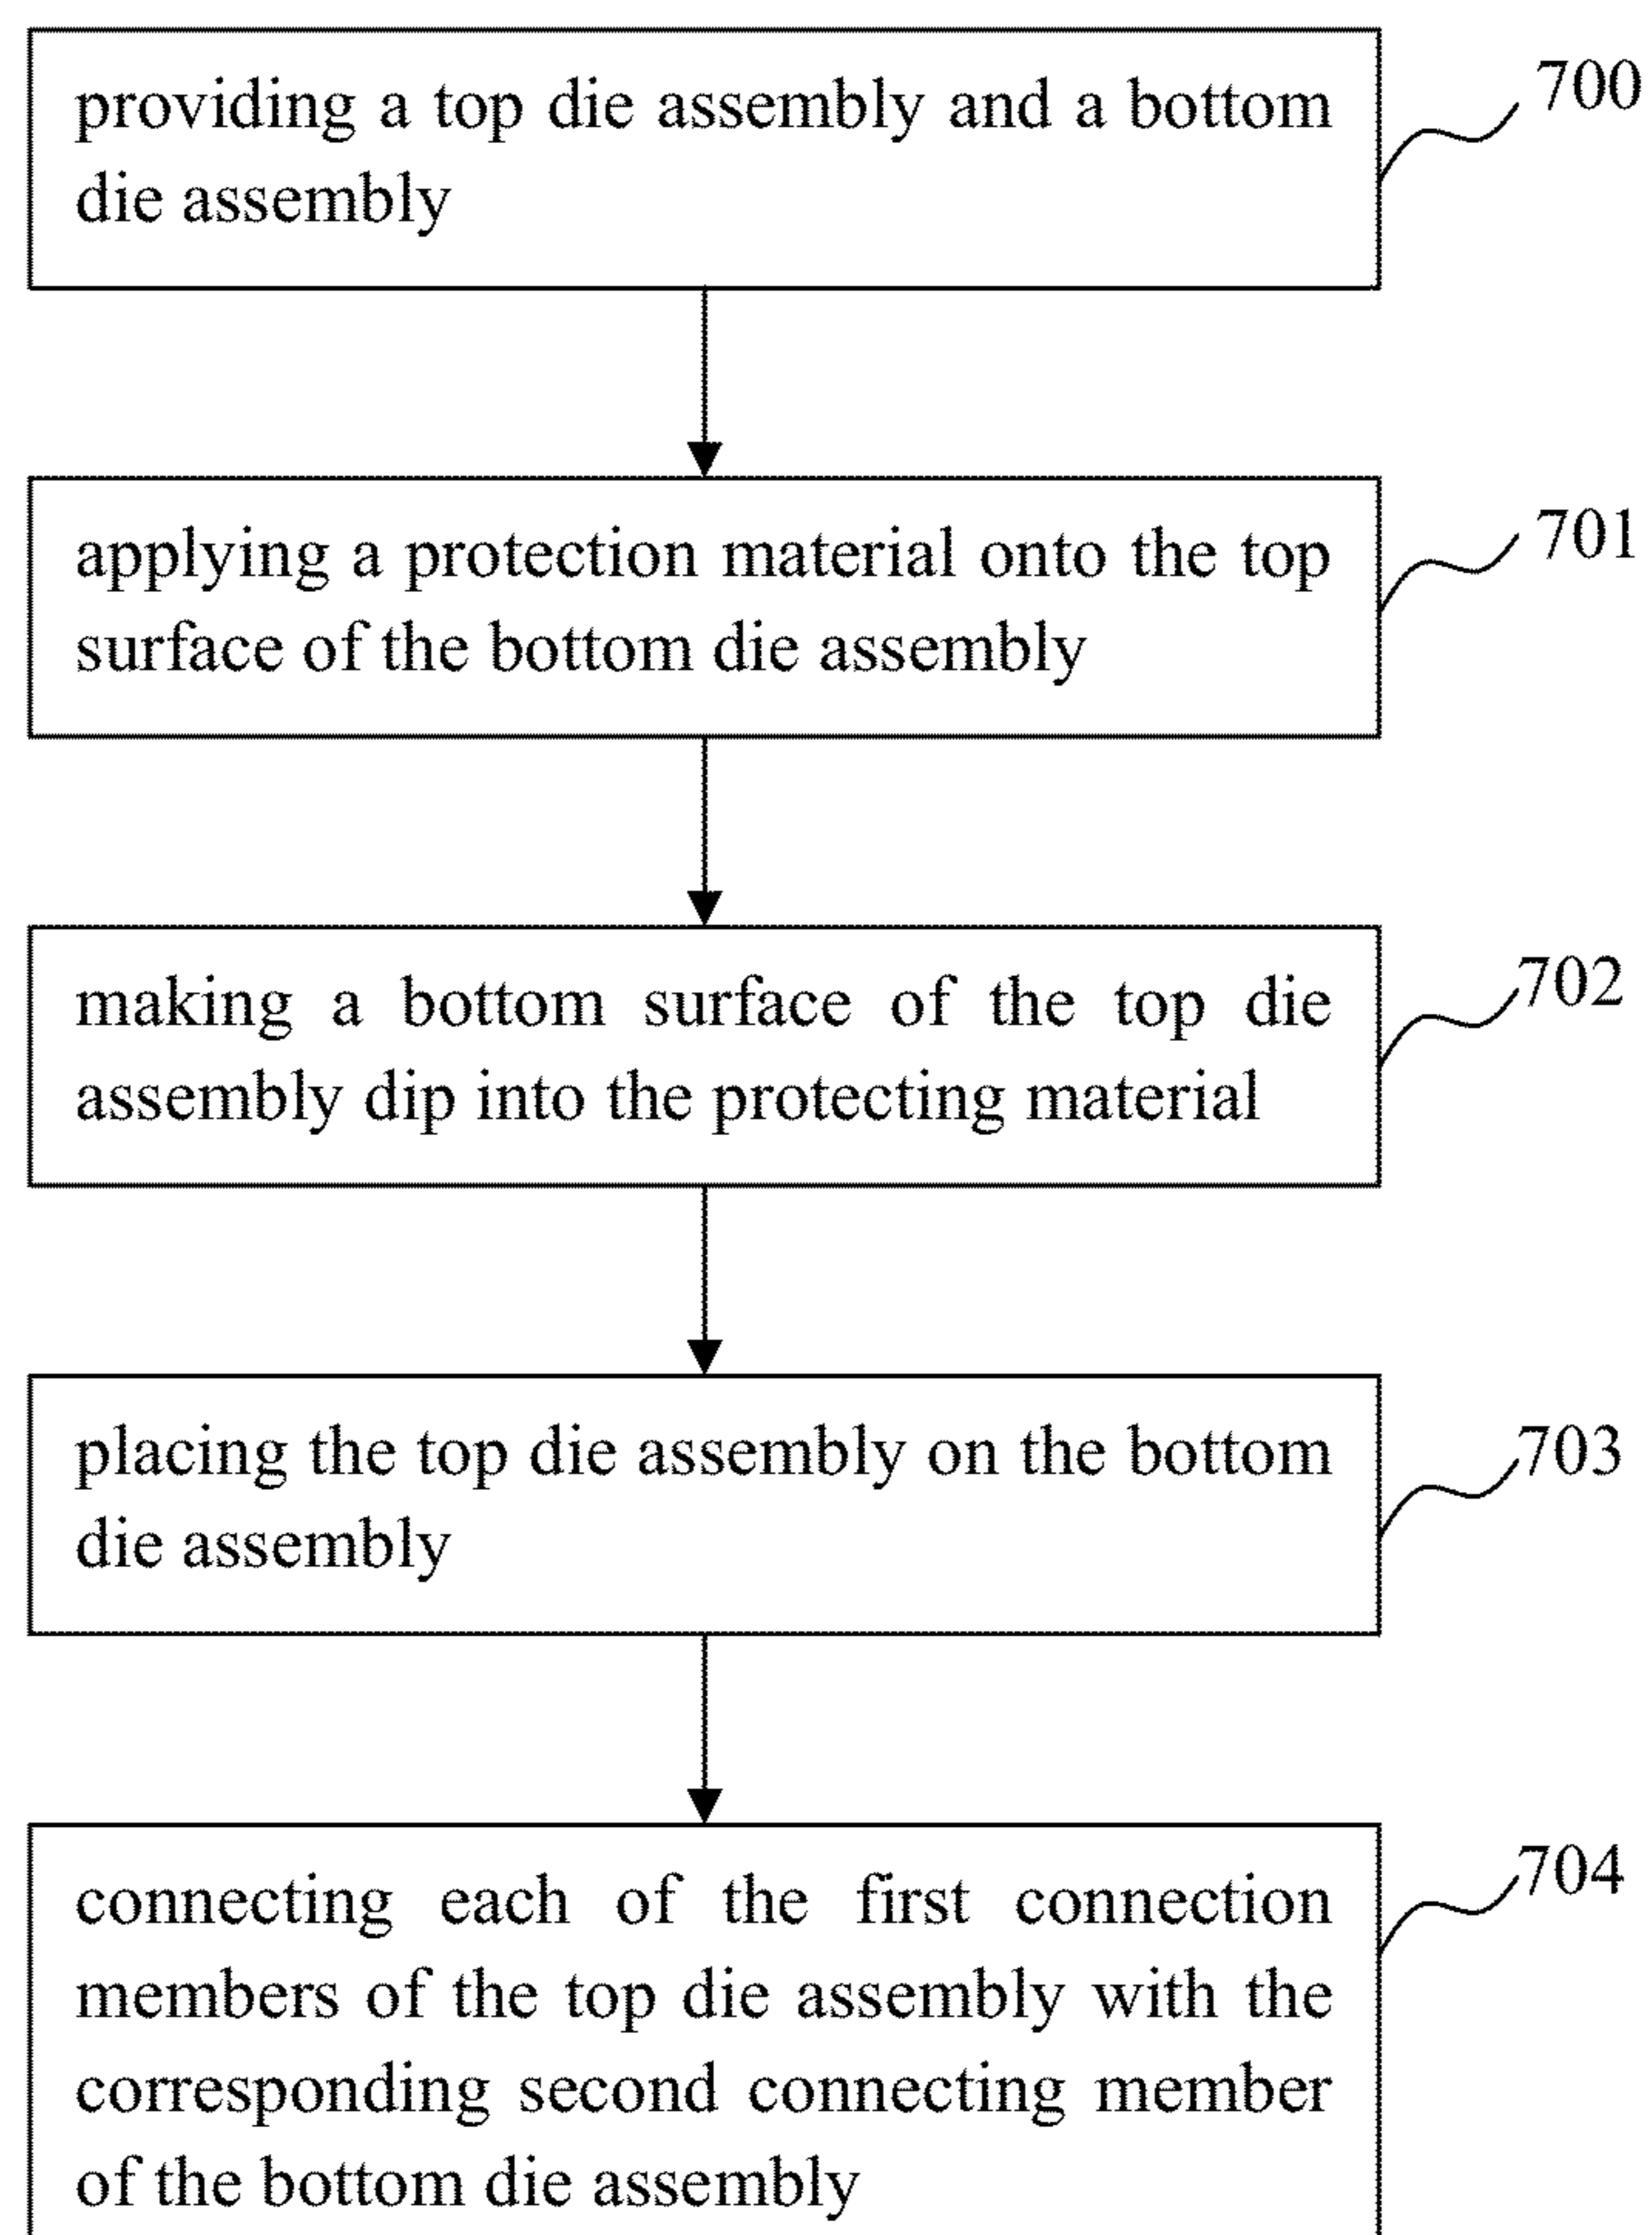 providing a top die assembly and a bottom
die assembly
700
applying a protection material onto the top
surface of the bottom die assembly
701
making a bottom surface of the top die
assembly dip into the protecting material
702
placing the top die assembly on the bottom
die assembly
703
connecting each of the first connection
members of the top die assembly with the
corresponding second connecting member
of the bottom die assembly
704